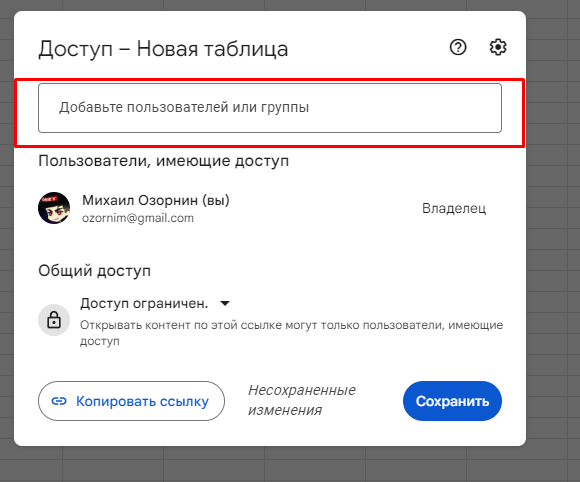 Доступ – Новая таблица
Добавьте пользователей или группы
Пользователи, имеющие доступ
Михаил Озорнин (вы)
ozornim@gmail.com
Владелец
Общий доступ
Доступ ограничен.
Открывать контент по этой ссылке могут только пользователи, имеющие
доступ
Копировать ссылку
Несохраненные
изменения
Сохранить